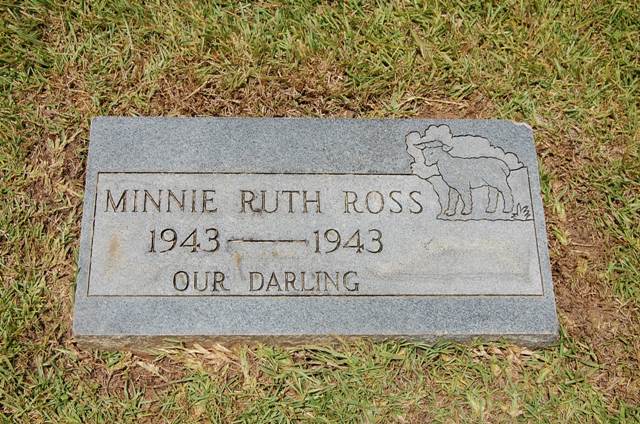 MINNIE RUTH ROSS
1943——1943
OUR DARLING